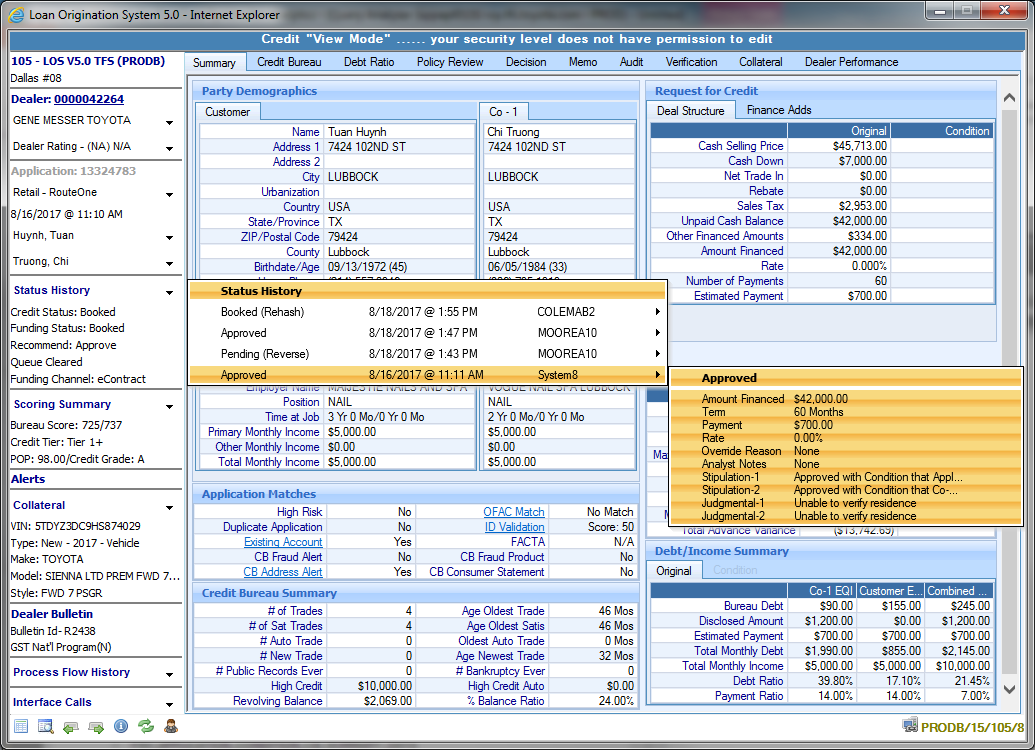 Loan Origination System 5.0 - Internet Explorer
Credit "View Mode" ...... your security level does not have permission to edit
105 - LOS V5.0 TFS (PRODB)
Dallas #08
Dealer: 0000042264
GENE MESSER TOYOTA
Dealer Rating - (NA) N/A
Application: 13324783
Retail - RouteOne
8/16/2017 @ 11:10 AM
Huynh, Tuan
Truong, Chi
Status History
Credit Status: Booked
Funding Status: Booked
Recommend: Approve
Queue Cleared
Funding Channel: eContract
Scoring Summary
Bureau Score: 725/737
Credit Tier: Tier 1+
POP: 98.00/Credit Grade: A
Alerts
Collateral
VIN: 5TDYZ3DC9HS874029
Type: New - 2017 - Vehicle
Make: TOYOTA
Model: SIENNA LTD PREM FWD 7...
Style: FWD 7 PSGR
Dealer Bulletin
Bulletin Id- R2438
GST Nat'l Program(N)
Process Flow History
Interface Calls
Summary Credit Bureau Debt Ratio Policy Review Decision Memo Audit Verification Collateral Dealer Performance
Party Demographics
Customer Co - 1
Name Tuan Huynh Chi Truong
Address 1 7424 102ND ST 7424 102ND ST
Address 2
City LUBBOCK LUBBOCK
Urbanization
Country USA USA
State/Province TX TX
ZIP/Postal Code 79424 79424
County Lubbock Lubbock
Birthdate/Age 09/13/1972 (45) 06/05/1984 (33)
Status History
Booked (Rehash) 8/18/2017 @ 1:55 PM COLEMAB2
Approved 8/18/2017 @ 1:47 PM MOOREA10
Pending (Reverse) 8/18/2017 @ 1:43 PM MOOREA10
Approved 8/16/2017 @ 11:11 AM System8
Employer Name MAIJES HE NAILS AND SPA VOGUE NAIL SPA LUBBOCK
Position NAIL NAIL
Time at Job 3 Yr 0 Mo/0 Yr 0 Mo 2 Yr 0 Mo/0 Yr 0 Mo
Primary Monthly Income $5,000.00 $5,000.00
Other Monthly Income $0.00 $0.00
Total Monthly Income $5,000.00 $5,000.00
Application Matches
High Risk No OFAC Match No Match
Duplicate Application No ID Validation Score: 50
Existing Account Yes FACTA N/A
CB Fraud Alert No CB Fraud Product No
CB Address Alert Yes CB Consumer Statement No
Credit Bureau Summary
# of Trades 4 Age Oldest Trade 46 Mos
# of Sat Trades 4 Age Oldest Satis 46 Mos
# Auto Trade 0 Oldest Auto Trade 0 Mos
# New Trade 0 Age Newest Trade 32 Mos
# Public Records Ever 0 # Bankruptcy Ever 0
High Credit $10,000.00 High Credit Auto $0.00
Revolving Balance $2,069.00 % Balance Ratio 24.00%
Request for Credit
Deal Structure Finance Adds
Original Condition
Cash Selling Price $45,713.00
Cash Down $7,000.00
Net Trade In $0.00
Rebate $0.00
Sales Tax $2,953.00
Unpaid Cash Balance $42,000.00
Other Financed Amounts $334.00
Amount Financed $42,000.00
Rate 0.000%
Number of Payments 60
Estimated Payment $700.00
Approved
Amount Financed $42,000.00
Term 60 Months
Payment $700.00
Rate 0.00%
Override Reason None
Analyst Notes None
Stipulation-1 Approved with Condition that Appl...
Stipulation-2 Approved with Condition that Co-...
Judgmental-1 Unable to verify residence
Judgmental-2 Unable to verify residence
Total Advance Variance ($13,742.69)
Debt/Income Summary
Original Condition
Co-1 EQI Customer E... Combined ...
Bureau Debt $90.00 $155.00 $245.00
Disclosed Amount $1,200.00 $0.00 $1,200.00
Estimated Payment $700.00 $700.00 $700.00
Total Monthly Debt $1,990.00 $855.00 $2,145.00
Total Monthly Income $5,000.00 $5,000.00 $10,000.00
Debt Ratio 39.80% 17.10% 21.45%
Payment Ratio 14.00% 14.00% 7.00%
PRODB/15/105/8